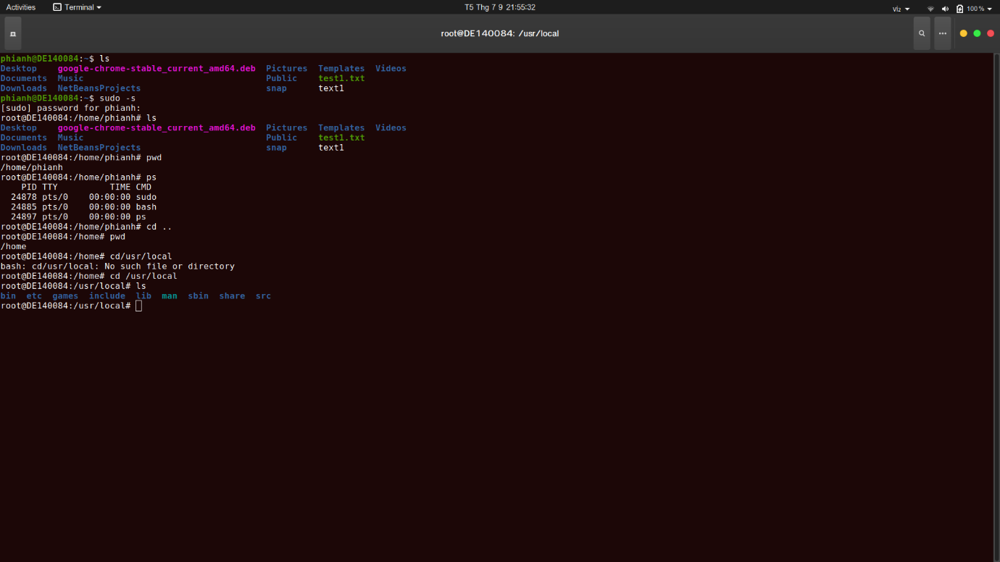 Activities Terminal T5 Thg 7 9 21:55:32 vi₂ 100 %
root@DE140084: /usr/local
phianh@DE140084:~$ ls
Desktop google-chrome-stable_current_amd64.deb Pictures Templates Videos
Documents Music Public test1.txt
Downloads NetBeansProjects snap text1
phianh@DE140084:~$ sudo -s
[sudo] password for phianh:
root@DE140084:/home/phianh# ls
Desktop google-chrome-stable_current_amd64.deb Pictures Templates Videos
Documents Music Public test1.txt
Downloads NetBeansProjects snap text1
root@DE140084:/home/phianh# pwd
/home/phianh
root@DE140084:/home/phianh# ps
PID TTY TIME CMD
24878 pts/0 00:00:00 sudo
24885 pts/0 00:00:00 bash
24897 pts/0 00:00:00 ps
root@DE140084:/home/phianh# cd ..
root@DE140084:/home# pwd
/home
root@DE140084:/home# cd/usr/local
bash: cd/usr/local: No such file or directory
root@DE140084:/home# cd /usr/local
root@DE140084:/usr/local# ls
bin etc games include lib man sbin share src
root@DE140084:/usr/local#